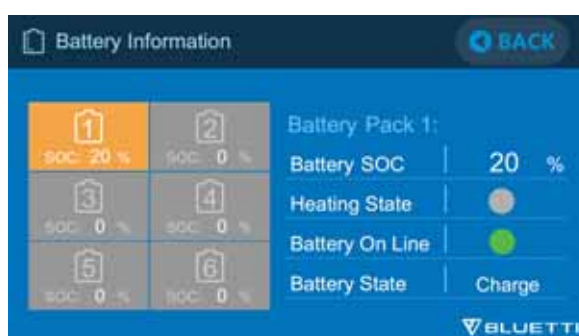 Battery Information
BACK
1
SOC: 20 %
2
SOC: 0 %
3
SOC: 0 %
4
SOC: 0 %
5
SOC: 0 %
6
SOC: 0 %
Battery Pack 1:
Battery SOC 20 %
Heating State
Battery On Line
Battery State Charge
BLUETTI